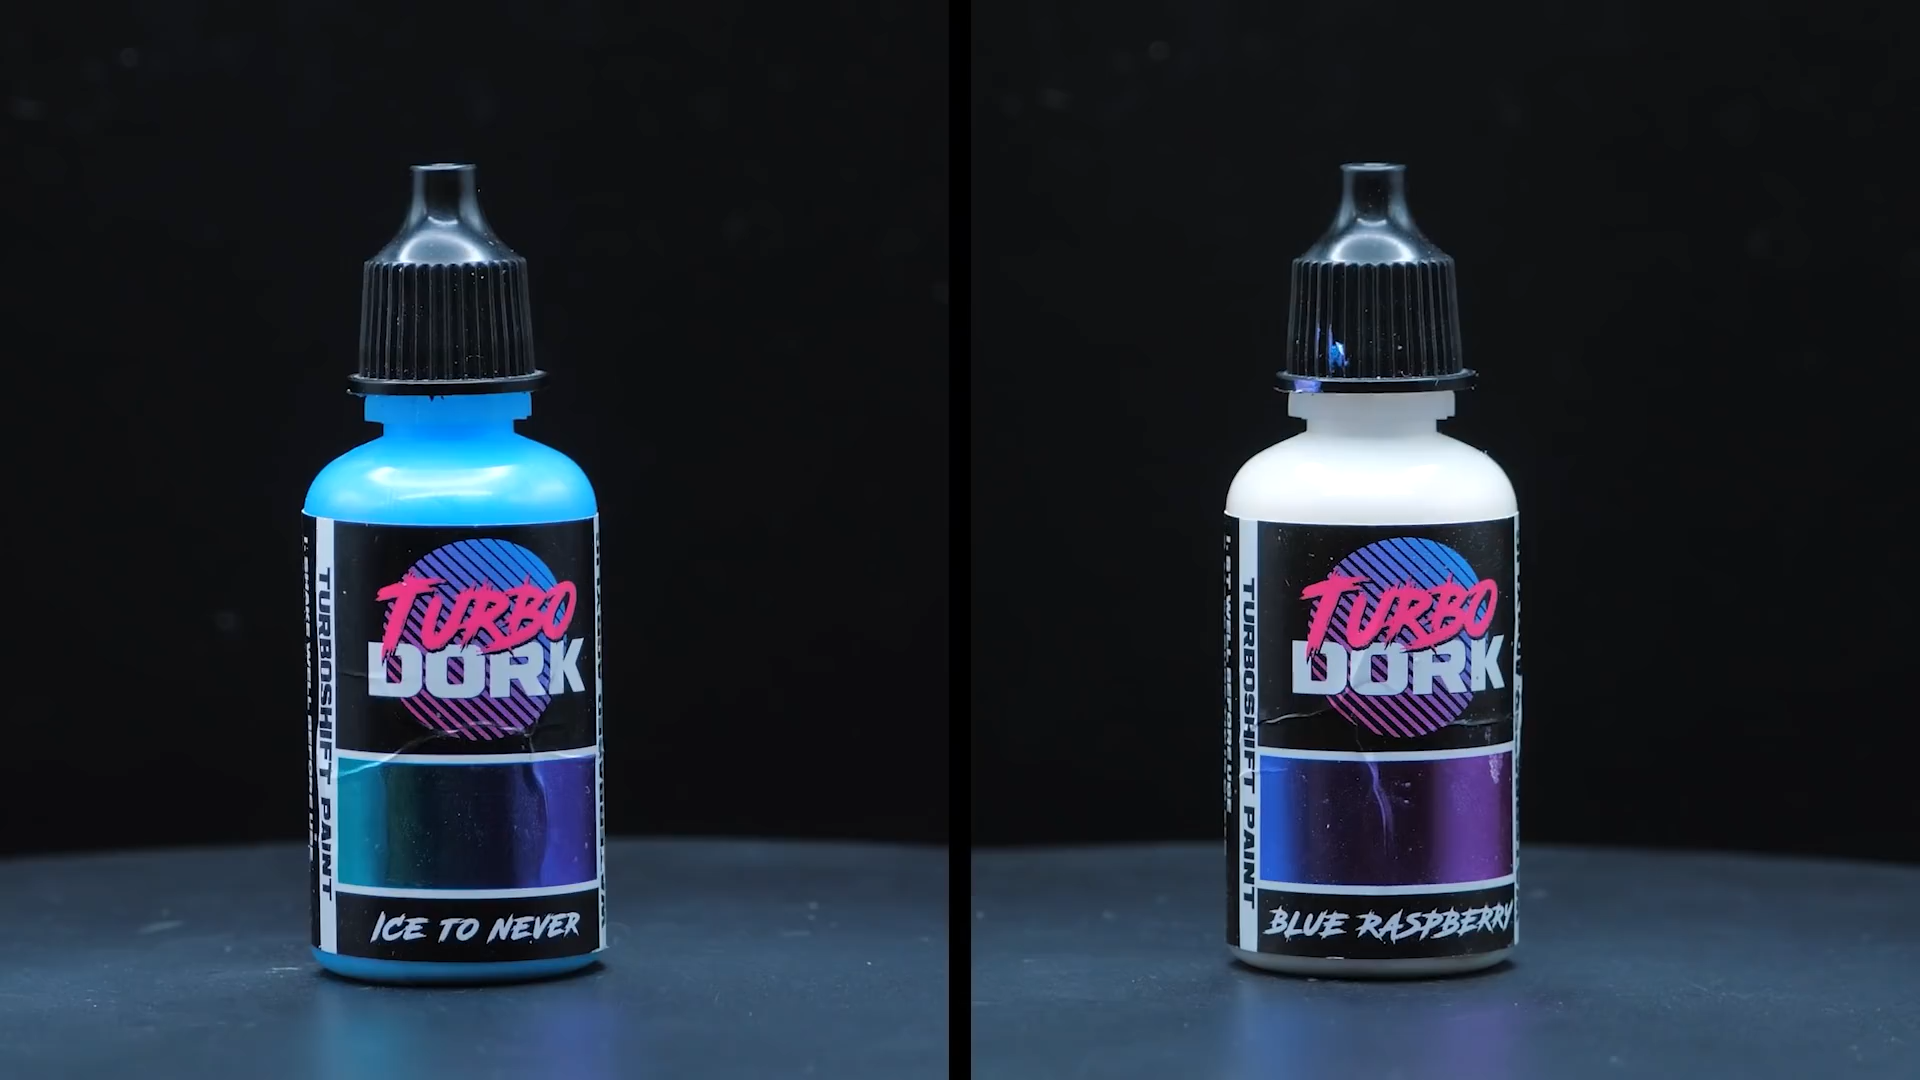 TURBO
DORK
TURBOSHIFT PAINT
ICE TO NEVER
TURBO
DORK
TURBOSHIFT PAINT
BLUE RASPBERRY